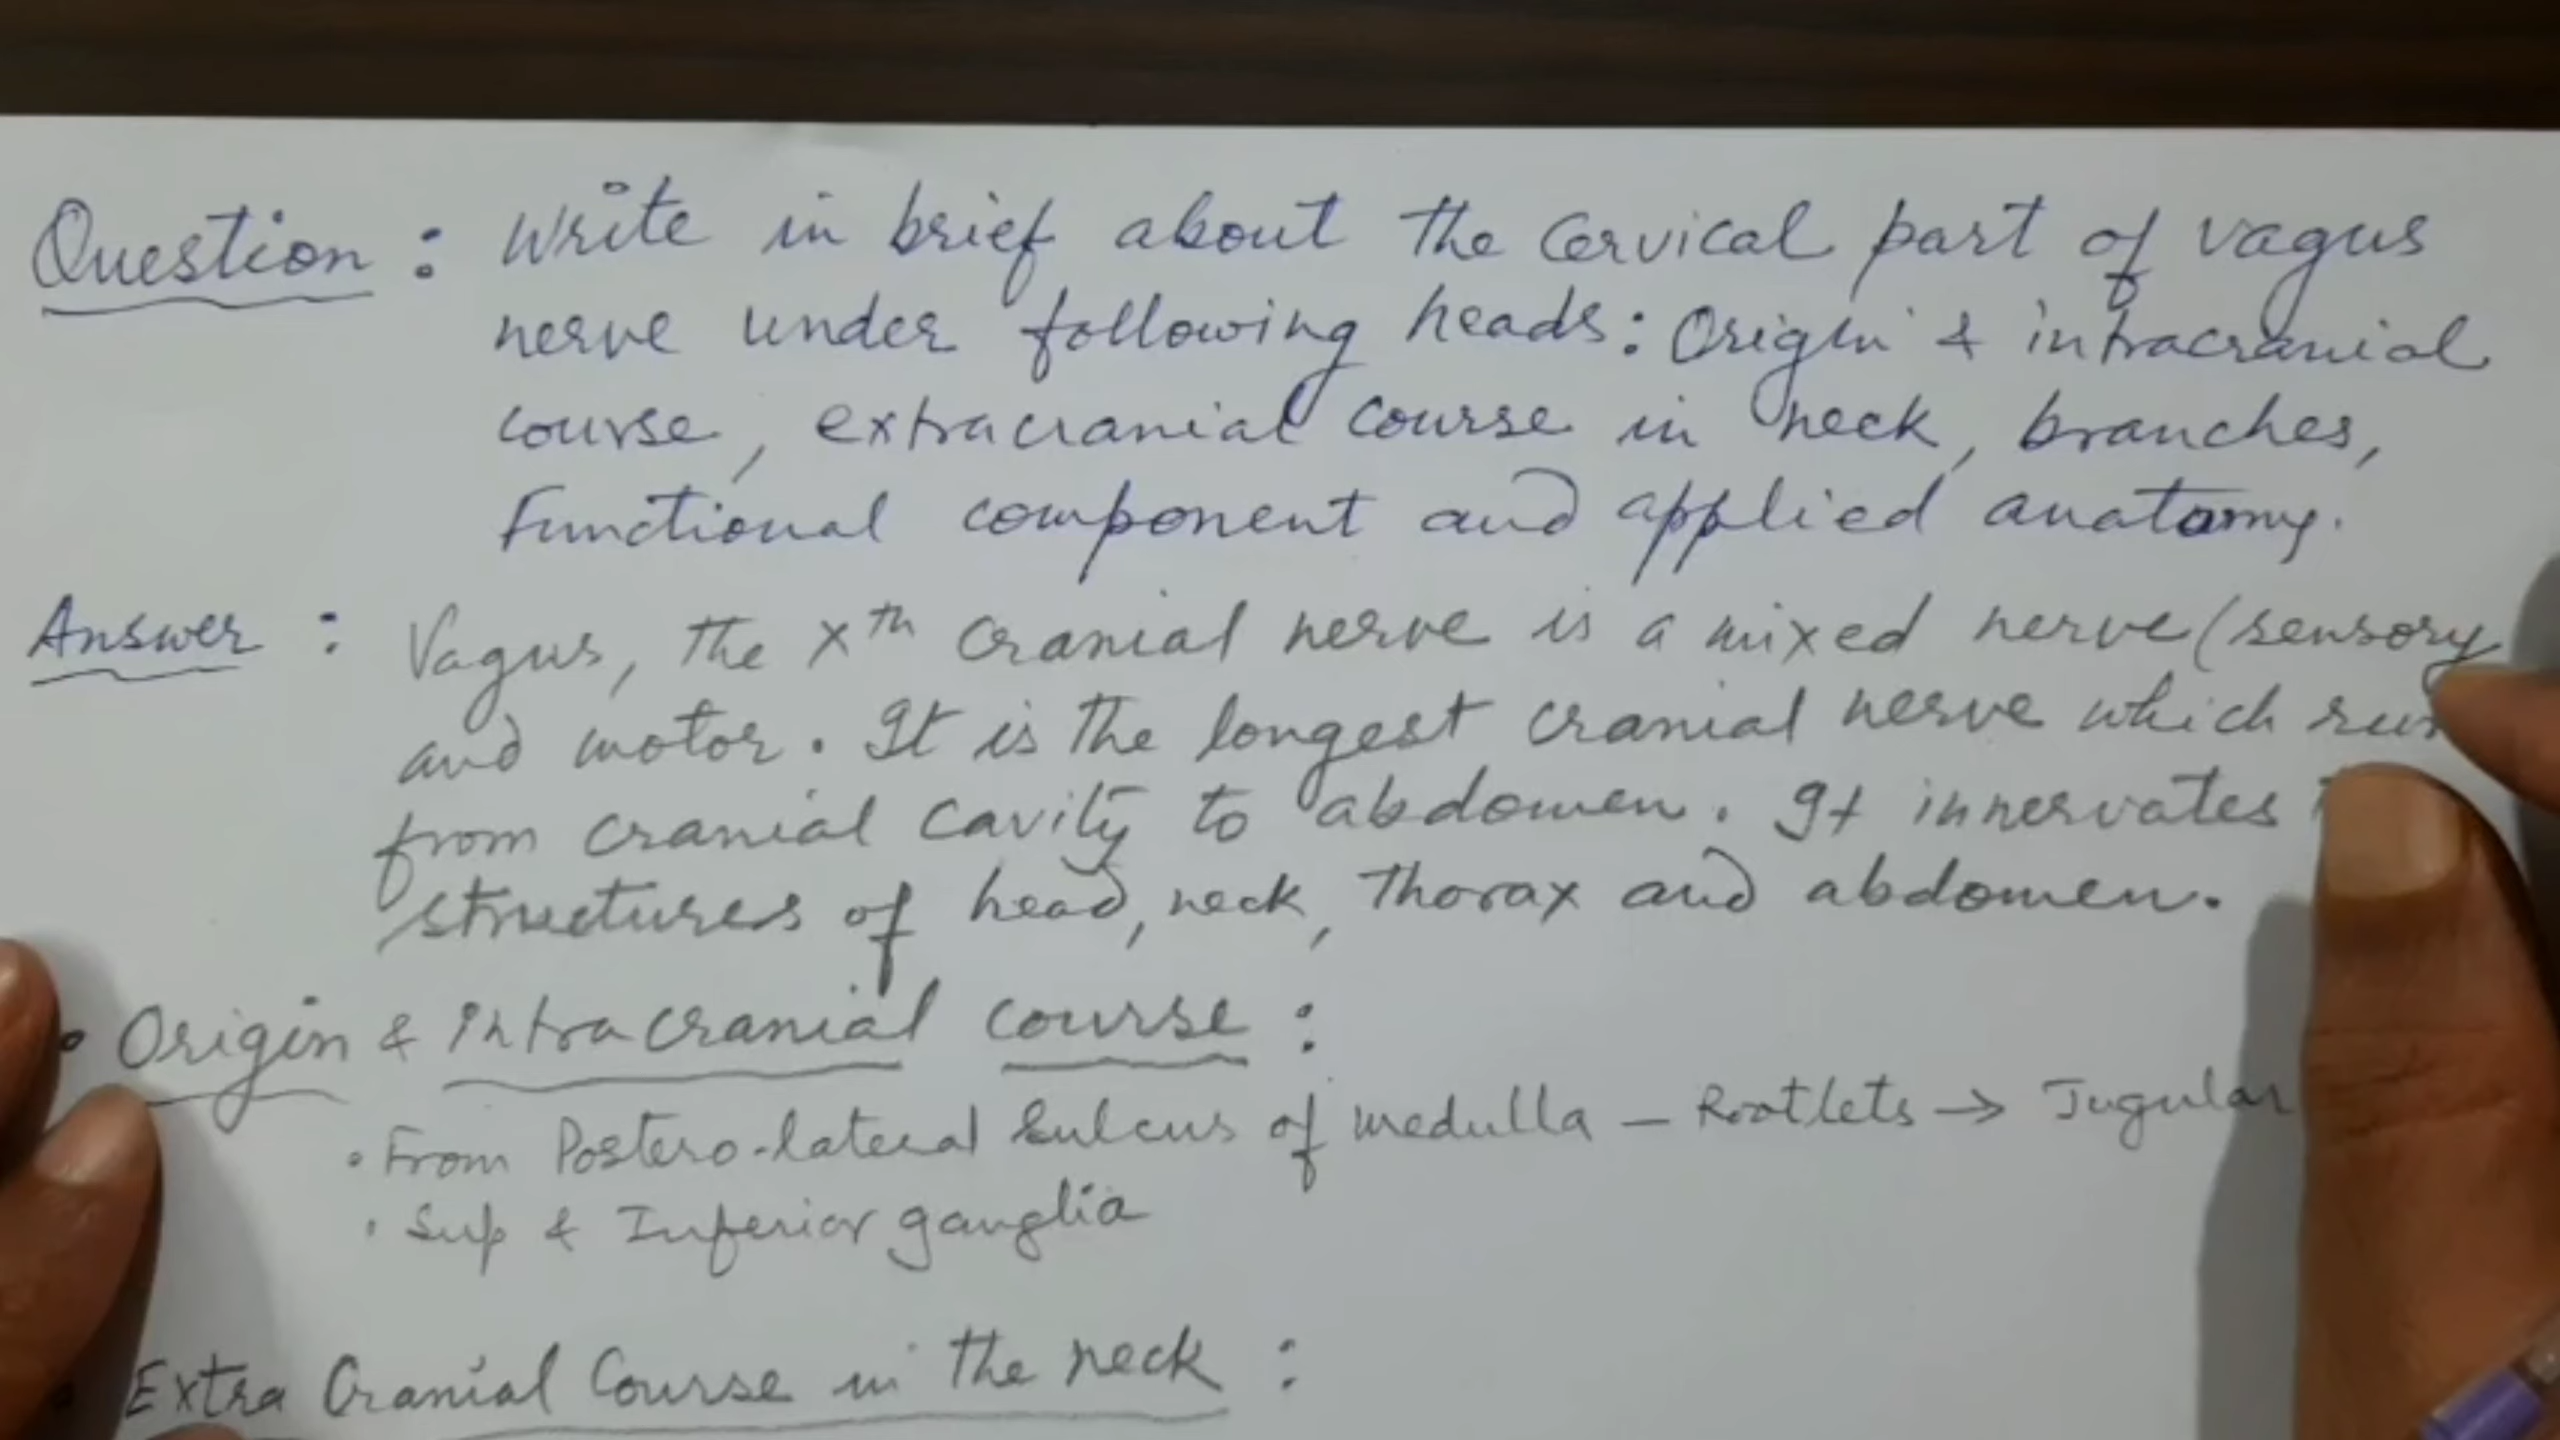 Question : Write in brief about the Cervical part of vagus
nerve under following heads: Origin & intracranial
course, extracranial course in neck, branches,
Functional component and applied anatomy.
Answer : Vagus, the Xth cranial nerve is a mixed nerve (sensory
and motor. It is the longest cranial nerve which
from cranial cavity to abdomen. It innervates
structures of head, neck, Thorax and abdomen.
• Origin & intracranial course :
• From Postero-lateral sulcus of medulla – Rootlets → Jugular
• Sup & Inferior ganglia
• Extra Cranial Course in the neck :